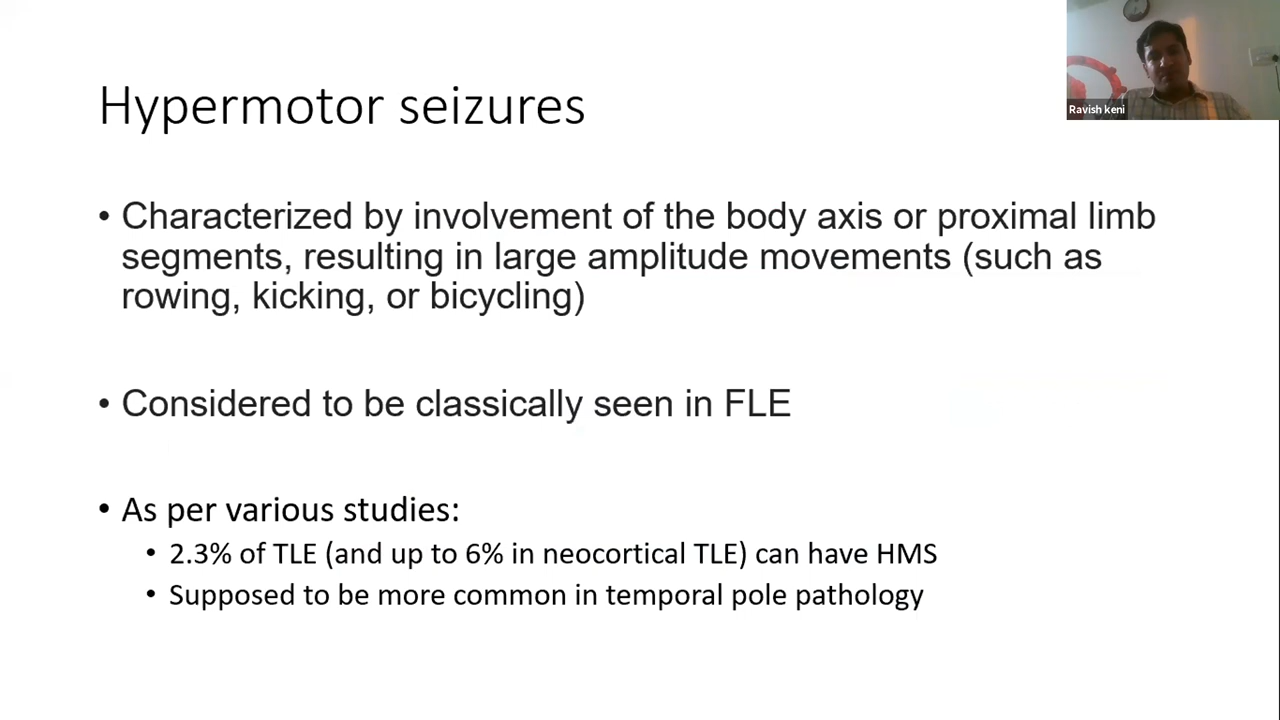 Hypermotor seizures
Ravish keni
• Characterized by involvement of the body axis or proximal limb
segments, resulting in large amplitude movements (such as
rowing, kicking, or bicycling)
• Considered to be classically seen in FLE
• As per various studies:
• 2.3% of TLE (and up to 6% in neocortical TLE) can have HMS
• Supposed to be more common in temporal pole pathology